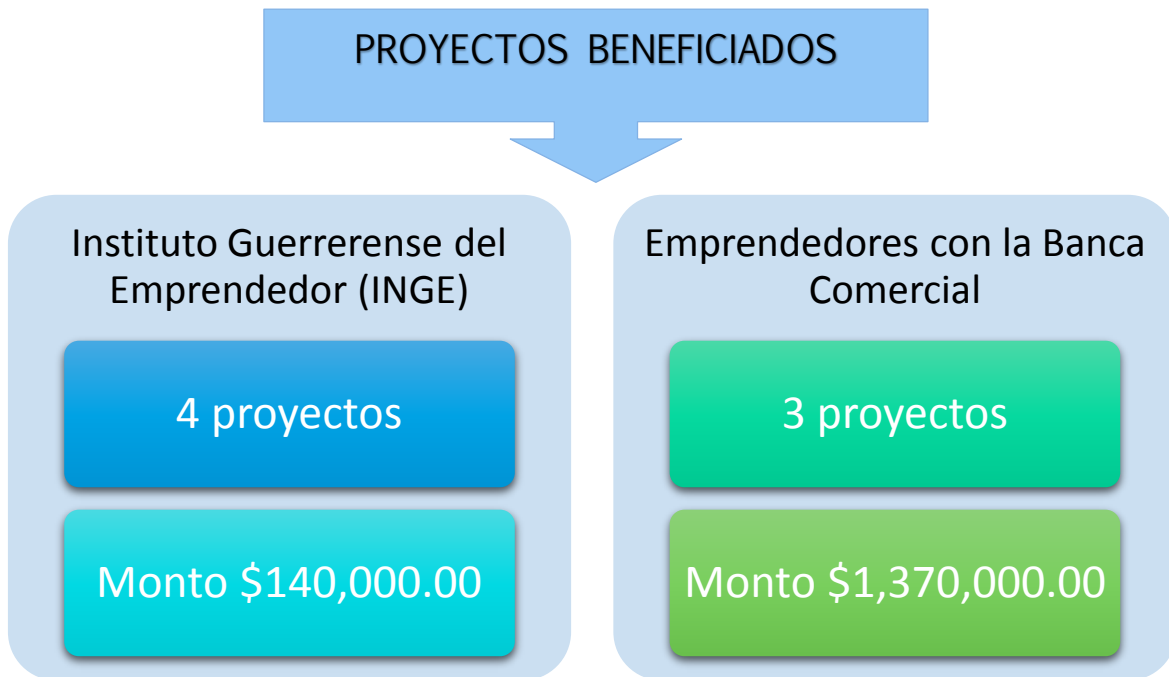 PROYECTOS BENEFICIADOS
Instituto Guerrerense del
Emprendedor (INGE)
4 proyectos
Monto $140,000.00
Emprendedores con la Banca
Comercial
3 proyectos
Monto $1,370,000.00